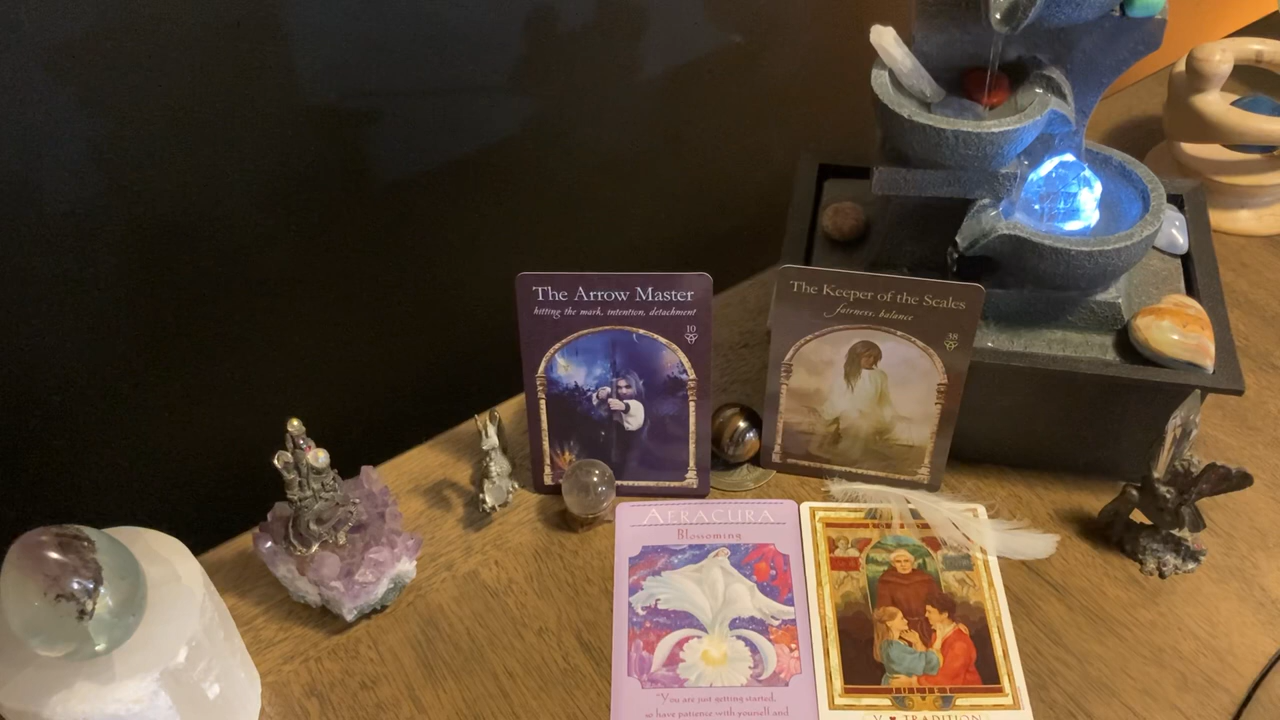 The Arrow Master
hitting the mark, intention, detachment
10
The Keeper of the Scales
fairness, balance
38
AERACURA
Blossoming
"You are just getting started,
so have patience with yourself and
JULIET
V ♥ TRADITION